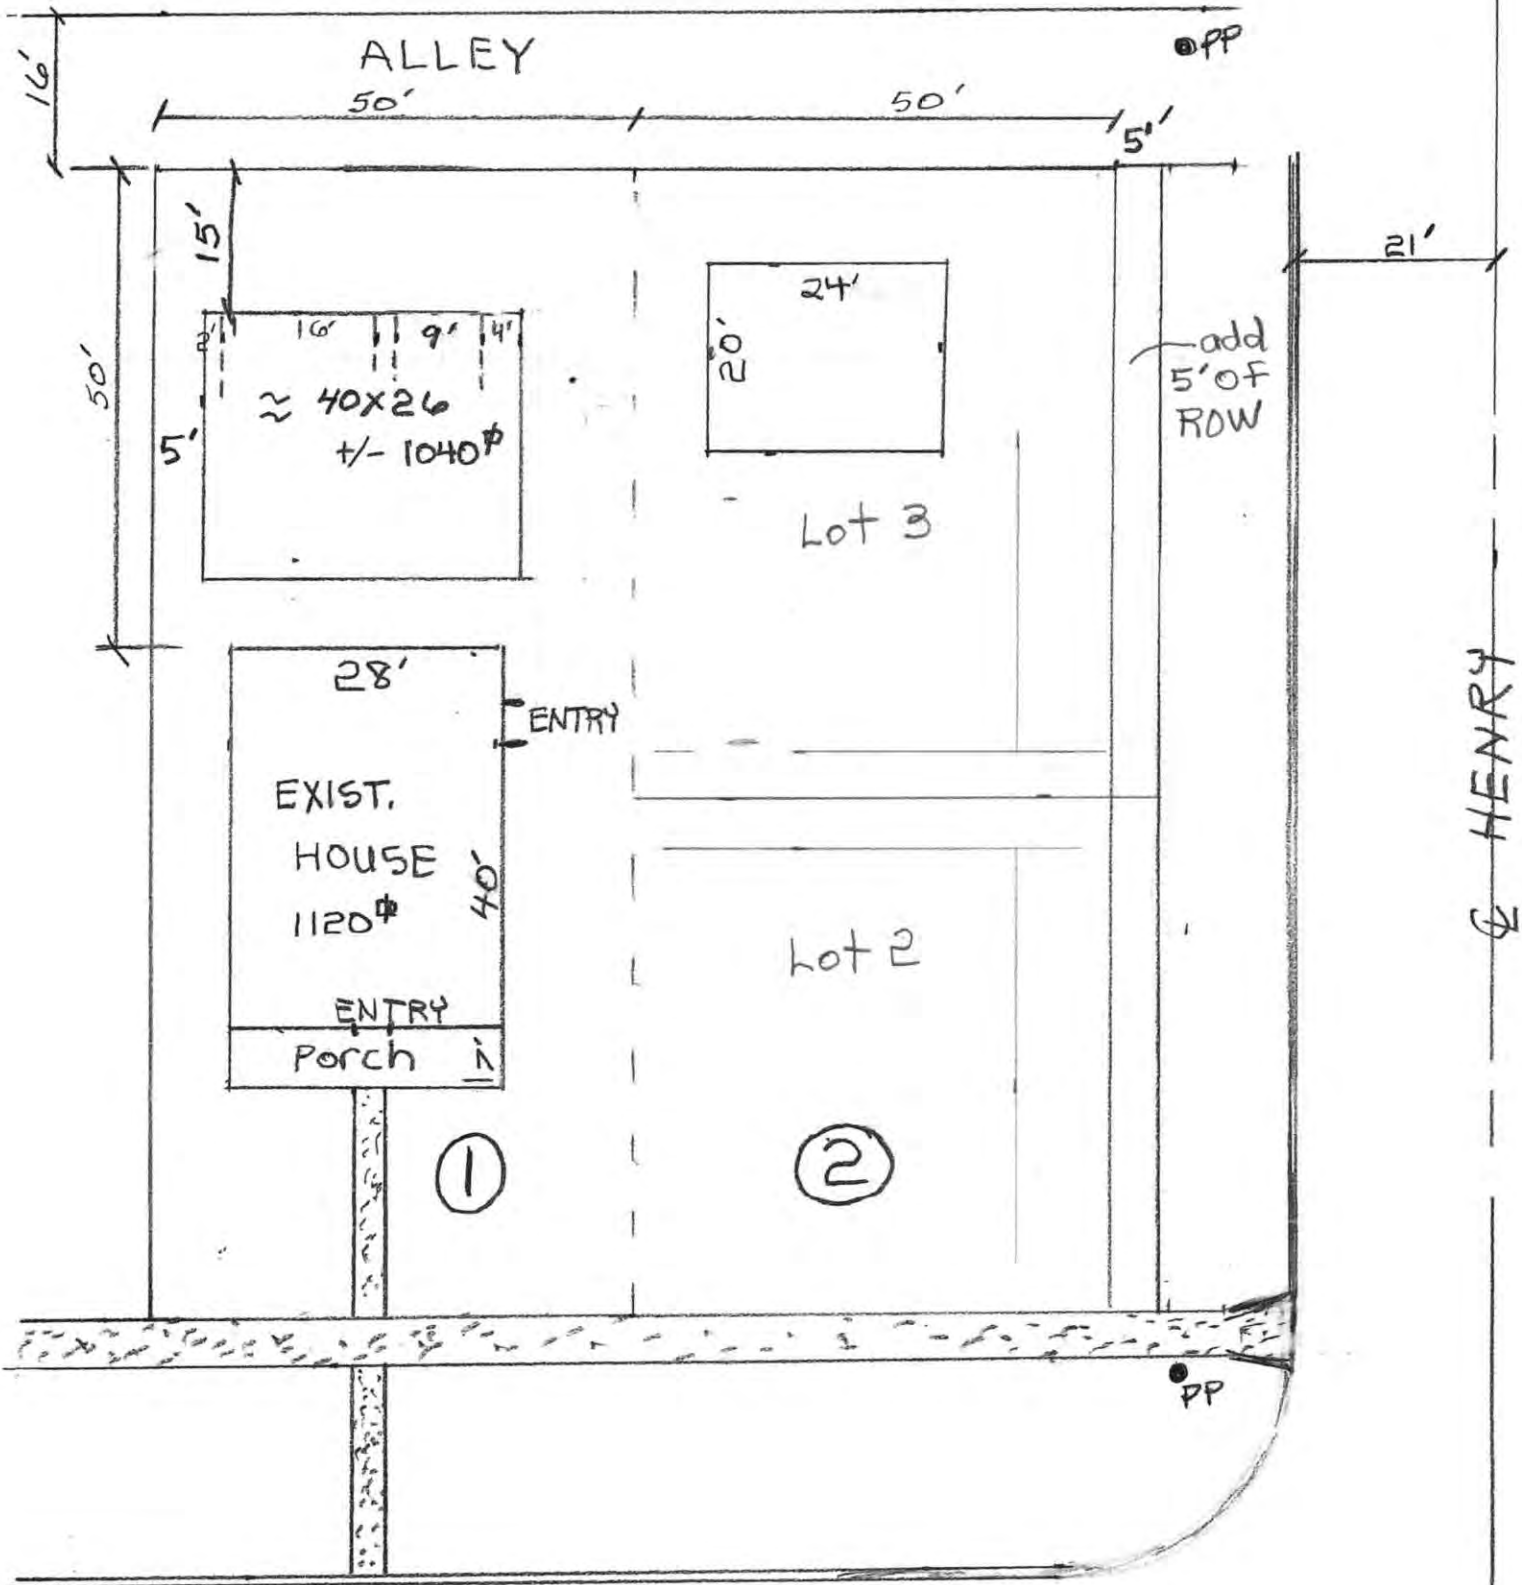 16'
ALLEY
PP
50'
50'
5'
15'
21'
50'
2'
16'
9'
4'
24'
20'
≈ 40X26
+/- 1040
5'
add
5' OF
ROW
Lot 3
28'
ENTRY
EXIST.
HOUSE
1120
40'
HENRY
Lot 2
ENTRY
Porch
1
2
PP